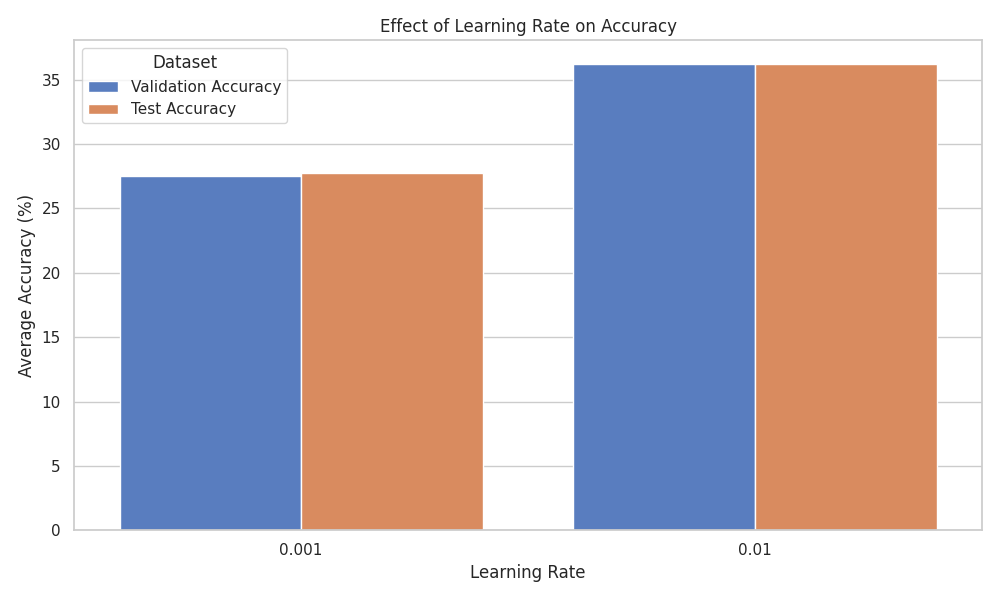 Effect of Learning Rate on Accuracy
Dataset
Validation Accuracy
Test Accuracy
Average Accuracy (%)
35
30
25
20
15
10
5
0
0.001 0.01
Learning Rate